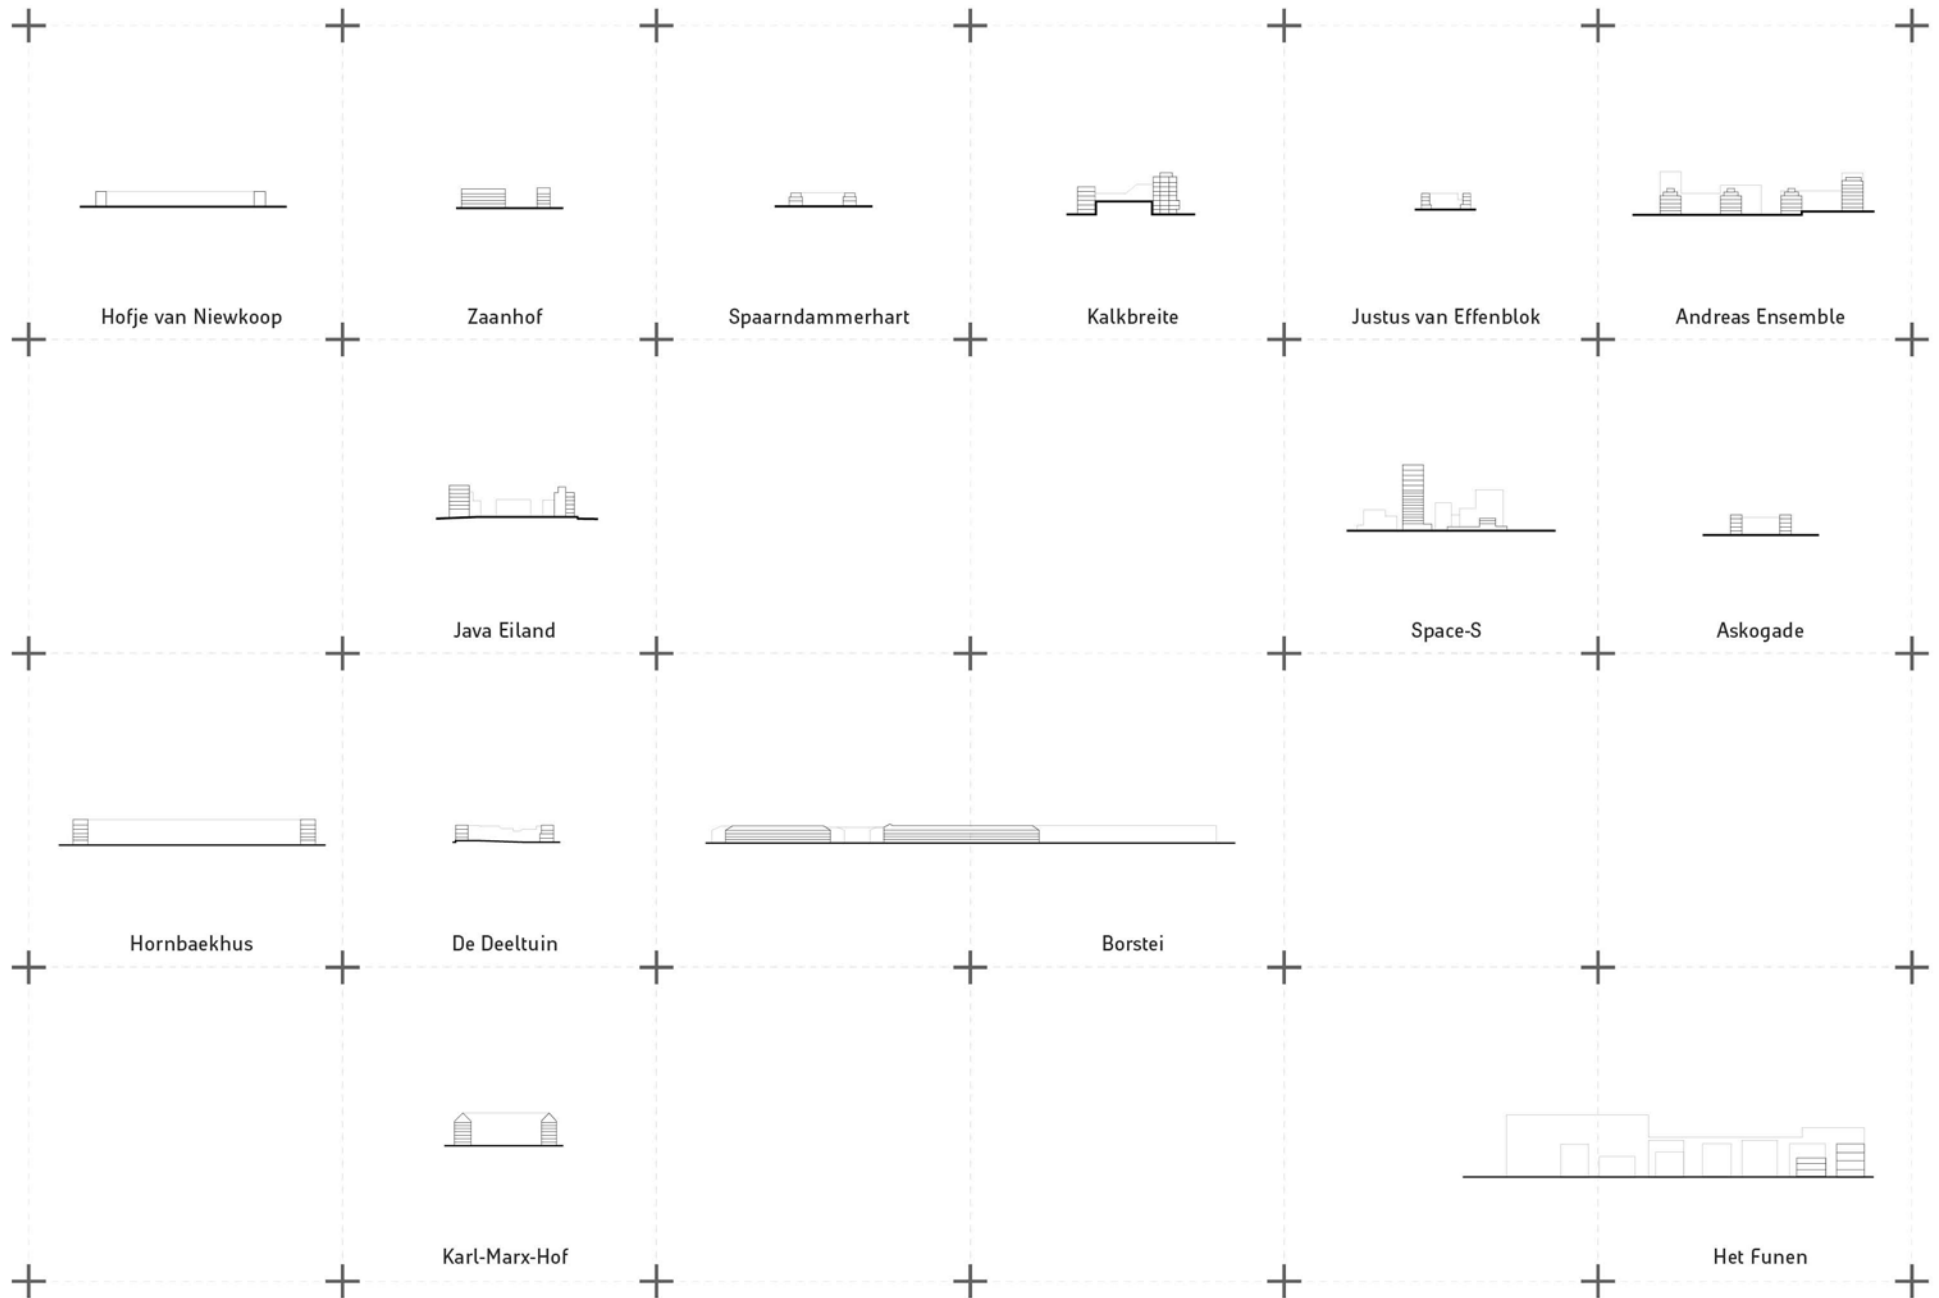 Hofje van Niewkoop
Zaanhof
Spaarndammerhart
Kalkbreite
Justus van Effenblok
Andreas Ensemble
Java Eiland
Space-S
Askogade
Hornbaekhus
De Deeltuin
Borstei
Karl-Marx-Hof
Het Funen